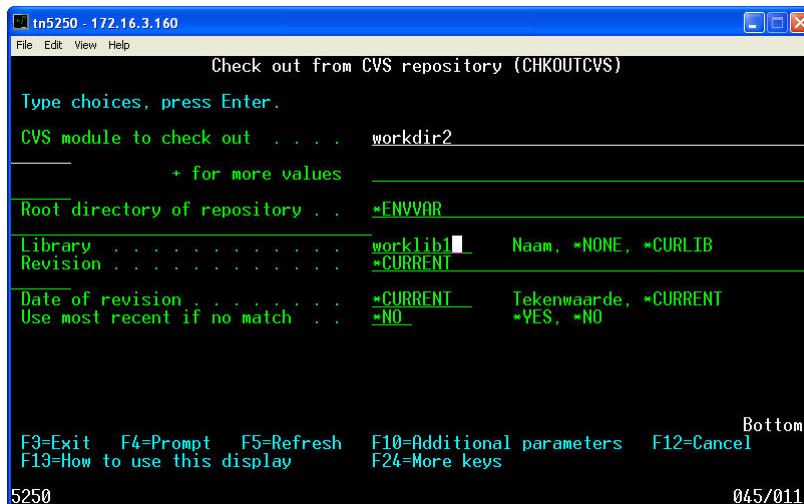 tn5250 - 172.16.3.160
File Edit View Help
Check out from CVS repository (CHKOUTCVS)
Type choices, press Enter.
CVS module to check out . . . . workdir2
+ for more values
Root directory of repository . . *ENVVAR
Library . . . . . . . . . . . . worklib1 Naam, *NONE, *CURLIB
Revision . . . . . . . . . . . . *CURRENT
Date of revision . . . . . . . . *CURRENT Tekenwaarde, *CURRENT
Use most recent if no match . . *NO *YES, *NO
Bottom
F3=Exit F4=Prompt F5=Refresh F10=Additional parameters F12=Cancel
F13=How to use this display F24=More keys
5250 045/011